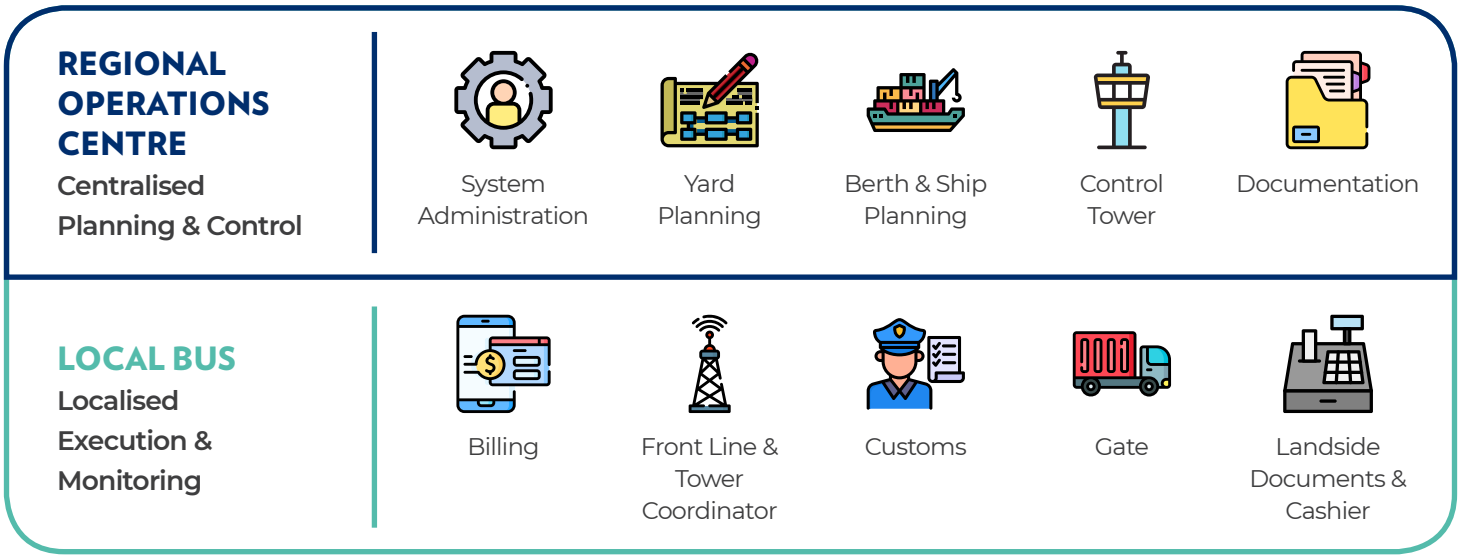 REGIONAL
OPERATIONS
CENTRE
Centralised
Planning & Control
System
Administration
Yard
Planning
Berth & Ship
Planning
Control
Tower
Documentation
LOCAL BUS
Localised
Execution &
Monitoring
$
Billing
Front Line &
Tower
Coordinator
Customs
Gate
Landside
Documents &
Cashier